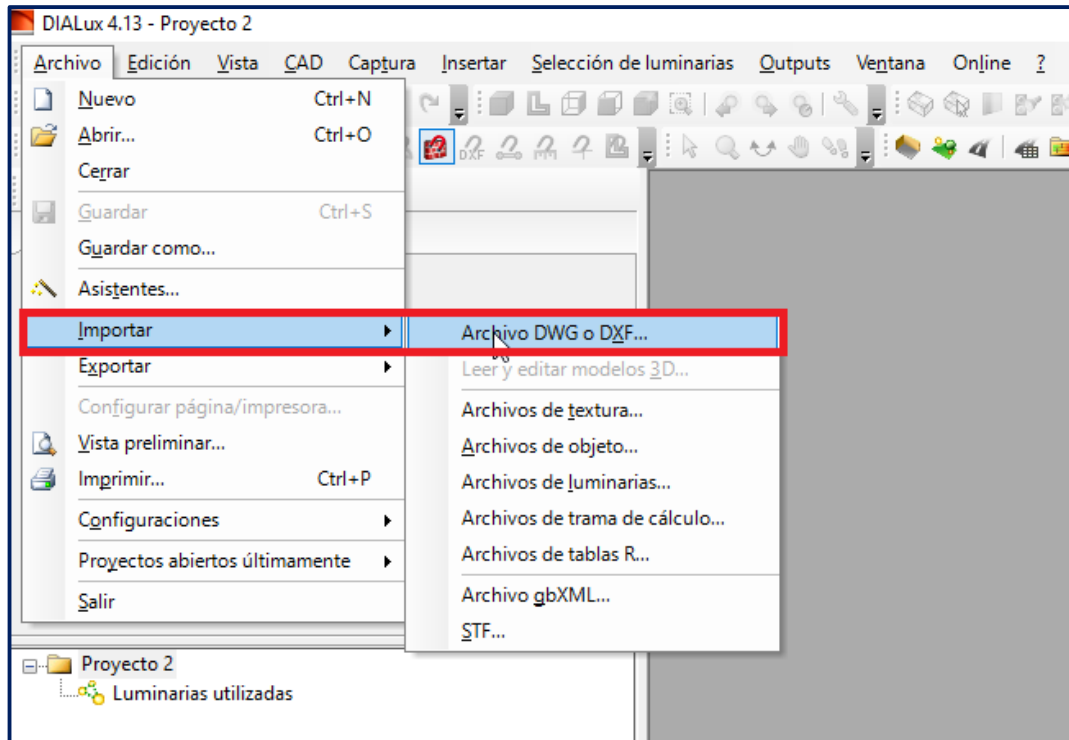 DIALux 4.13 - Proyecto 2
Archivo Edición Vista CAD Captura Insertar Selección de luminarias Outputs Ventana Online ?
Nuevo Ctrl+N
Abrir... Ctrl+O
Cerrar
Guardar Ctrl+S
Guardar como...
Asistentes...
Importar
Exportar
Configurar página/impresora...
Vista preliminar...
Imprimir... Ctrl+P
Configuraciones
Proyectos abiertos últimamente
Salir
Archivo DWG o DXF...
Leer y editar modelos 3D...
Archivos de textura...
Archivos de objeto...
Archivos de luminarias...
Archivos de trama de cálculo...
Archivos de tablas R...
Archivo gbXML...
STF...
DXF
Proyecto 2
Luminarias utilizadas